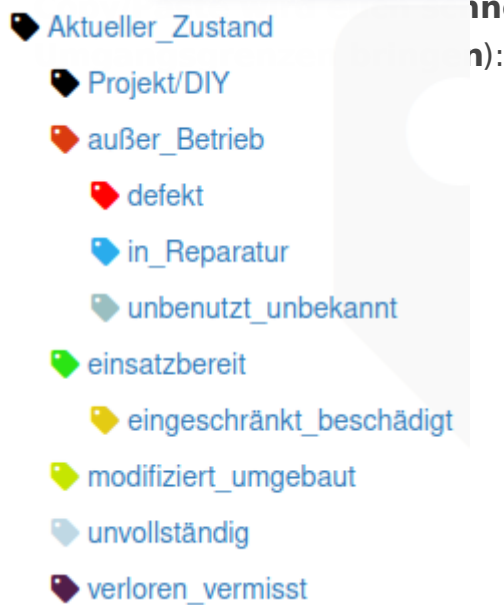 Aktueller_Zustand
Projekt/DIY
n):
außer_Betrieb
defekt
in_Reparatur
unbenutzt_unbekannt
einsatzbereit
eingeschränkt_beschädigt
modifiziert_umgebaut
unvollständig
verloren_vermisst